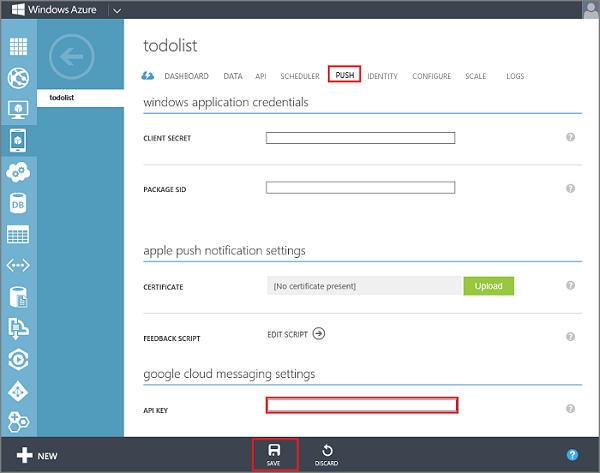 Windows Azure
todolist
todolist
DASHBOARD DATA API SCHEDULER PUSH IDENTITY CONFIGURE SCALE LOGS
windows application credentials
CLIENT SECRET ?
PACKAGE SID ?
apple push notification settings
CERTIFICATE [No certificate present] Upload ?
FEEDBACK SCRIPT EDIT SCRIPT ?
google cloud messaging settings
API KEY ?
DB
NEW SAVE DISCARD ?